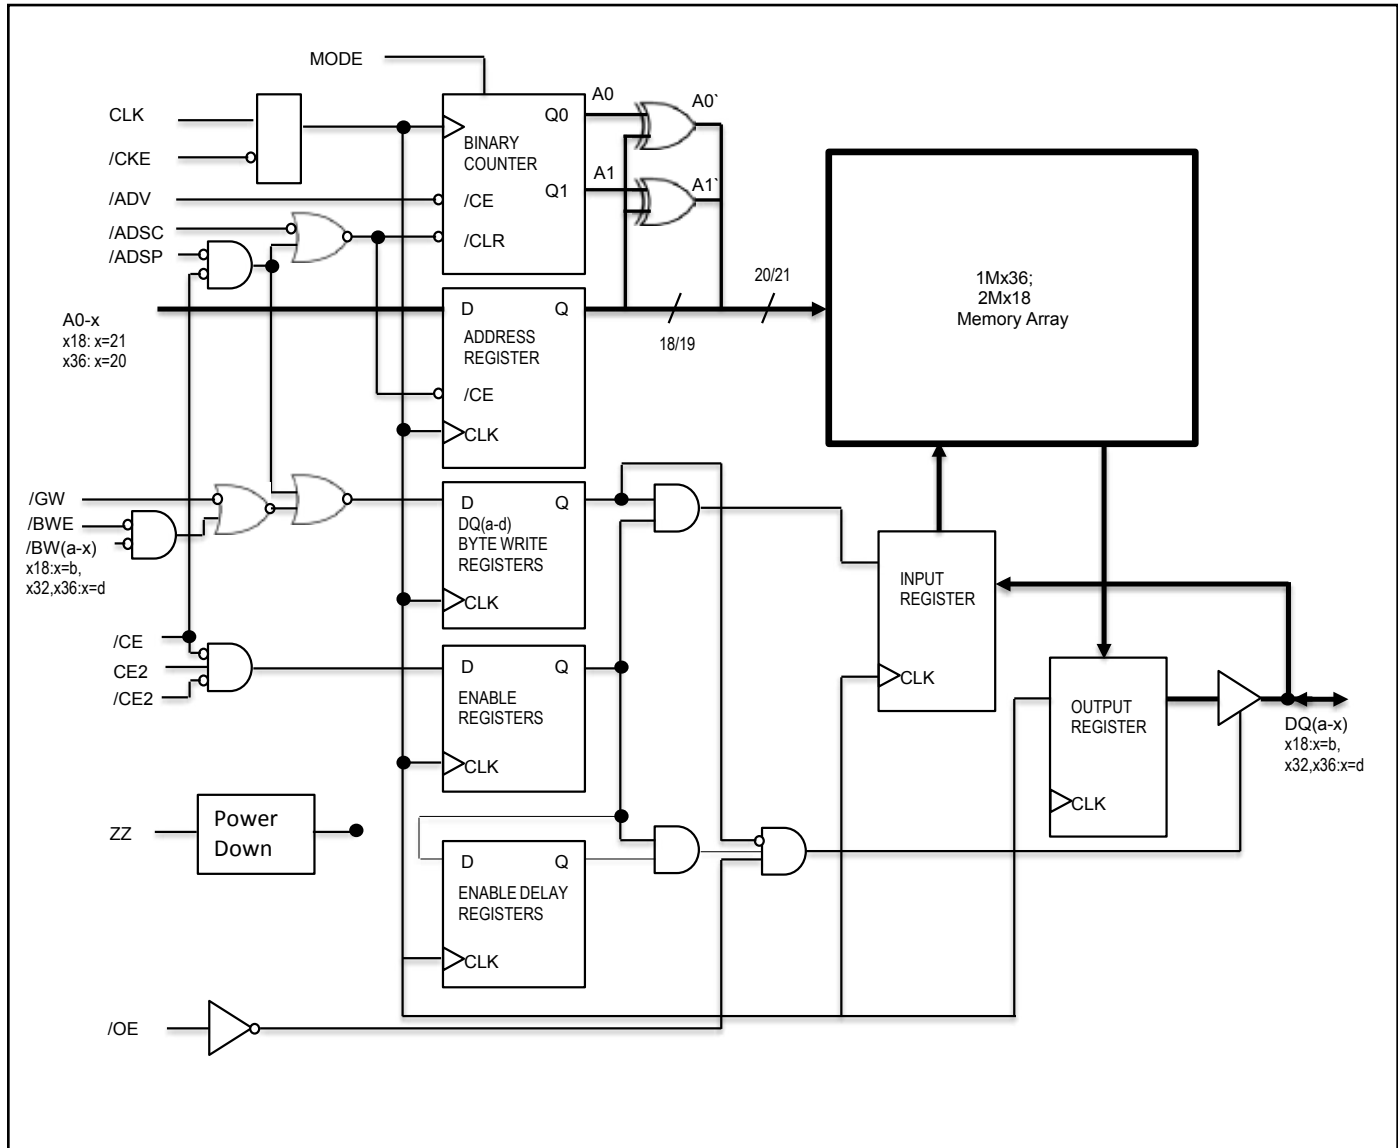 MODE
CLK
/CKE
/ADV
/ADSC
/ADSP
A0-x
x18: x=21
x36: x=20
/GW
/BWE
/BW(a-x)
x18:x=b,
x32,x36:x=d
/CE
CE2
/CE2
ZZ
Power
Down
/OE
Q0
BINARY
COUNTER
Q1
/CE
/CLR
A0
A0`
A1
A1`
D Q
ADDRESS
REGISTER
/CE
CLK
18/19
20/21
1Mx36;
2Mx18
Memory Array
D Q
DQ(a-d)
BYTE WRITE
REGISTERS
CLK
D Q
ENABLE
REGISTERS
CLK
D Q
ENABLE DELAY
REGISTERS
CLK
INPUT
REGISTER
CLK
OUTPUT
REGISTER
CLK
DQ(a-x)
x18:x=b,
x32,x36:x=d